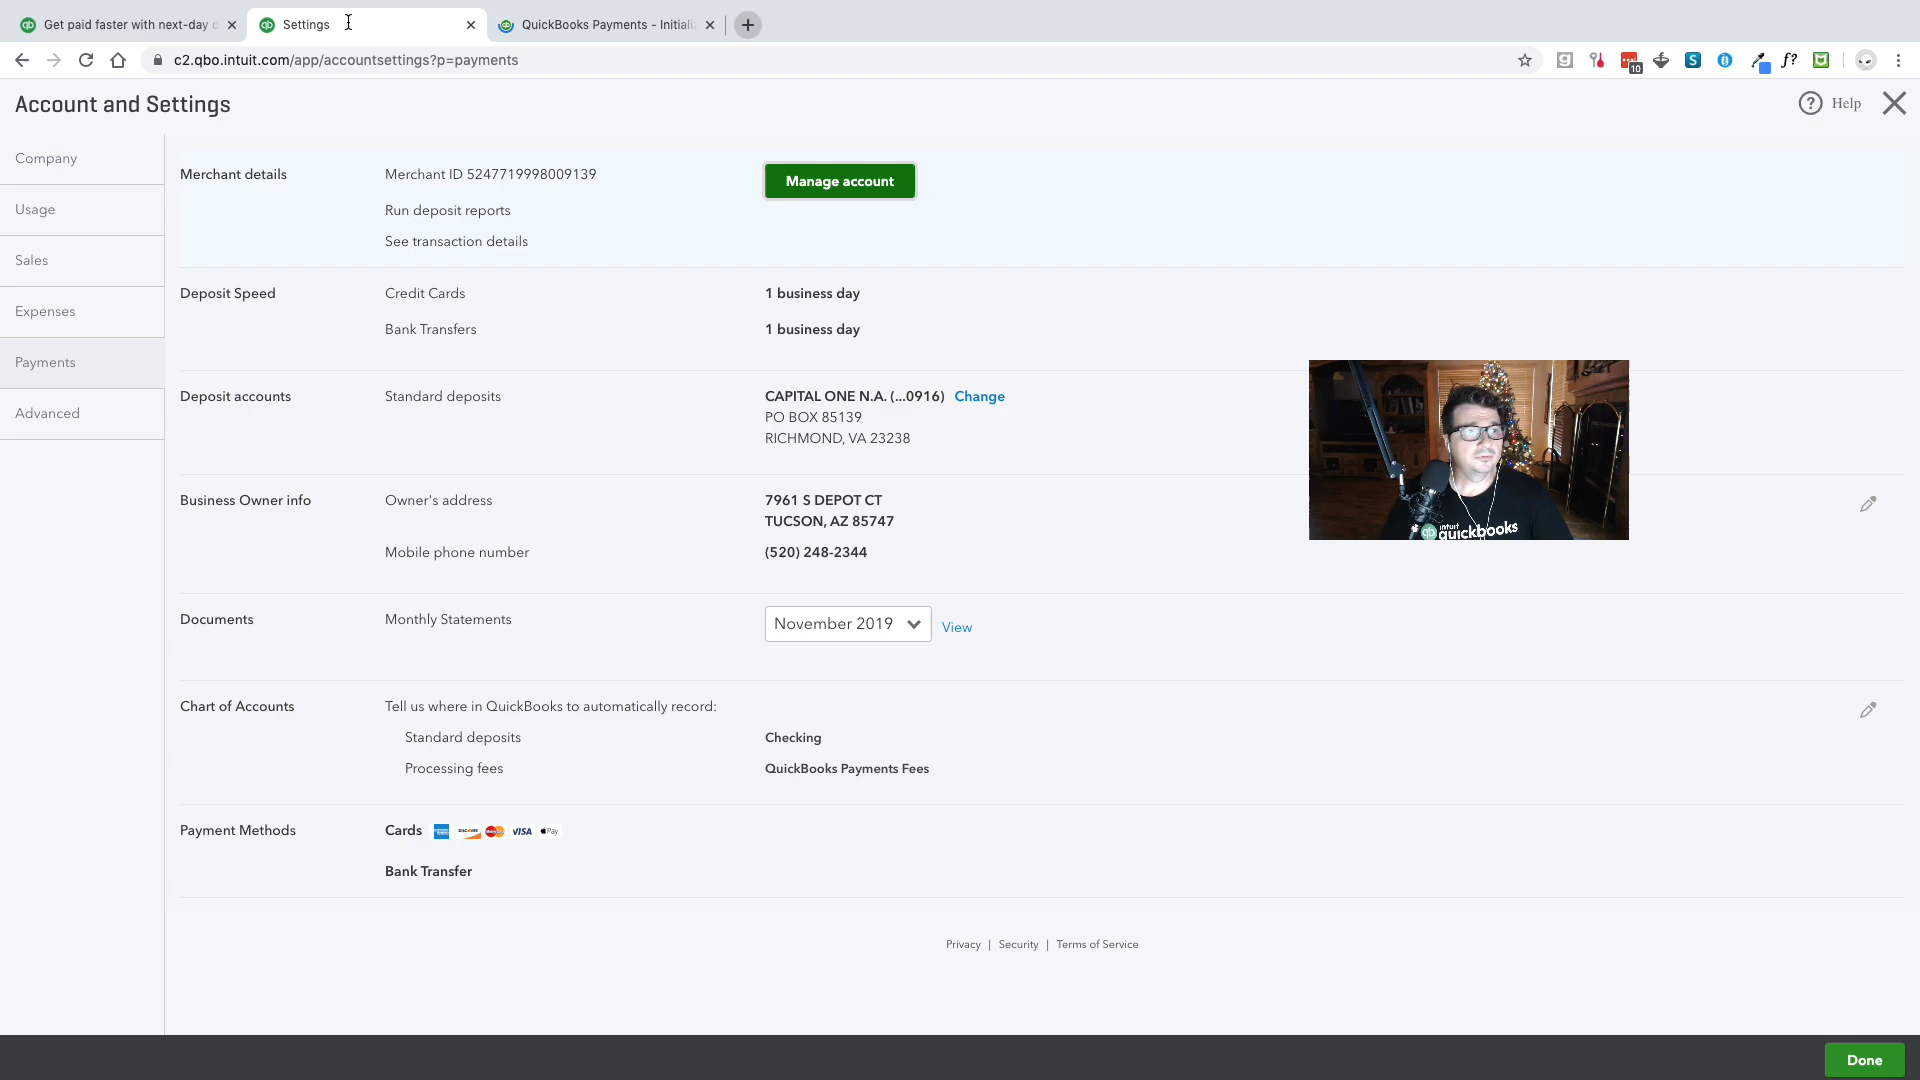 Get paid faster with next-day d
Settings
QuickBooks Payments - Initiali
c2.qbo.intuit.com/app/accountsettings?p=payments
10
S
f?
Account and Settings
? Help
Company
Usage
Sales
Expenses
Payments
Advanced
Merchant details
Merchant ID 5247719998009139
Manage account
Run deposit reports
See transaction details
Deposit Speed
Credit Cards
1 business day
Bank Transfers
1 business day
Deposit accounts
Standard deposits
CAPITAL ONE N.A. (...0916) Change
PO BOX 85139
RICHMOND, VA 23238
Business Owner info
Owner's address
7961 S DEPOT CT
TUCSON, AZ 85747
Mobile phone number
(520) 248-2344
intuit
quickbooks
Documents
Monthly Statements
November 2019
View
Chart of Accounts
Tell us where in QuickBooks to automatically record:
Standard deposits
Checking
Processing fees
QuickBooks Payments Fees
Payment Methods
Cards
DISCOVER
VISA
Pay
Bank Transfer
Privacy | Security | Terms of Service
Done